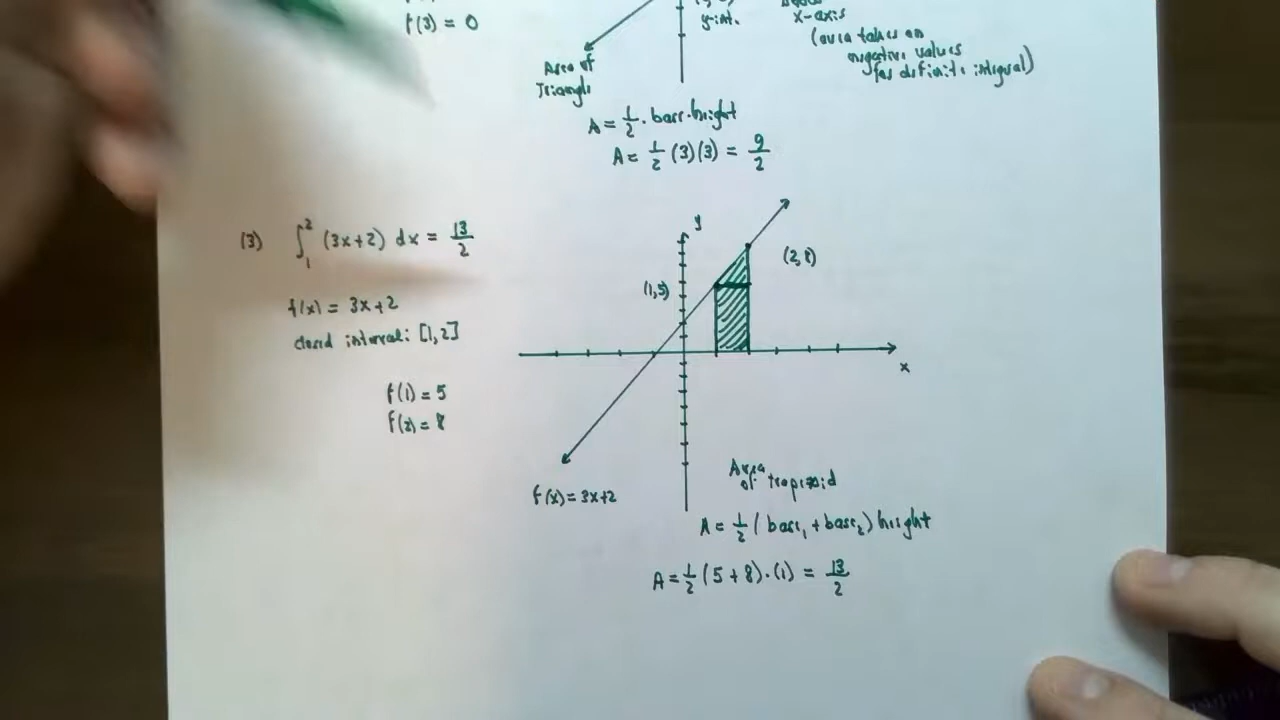 f(3) = 0
y-int.
x-axis
(area takes on
negative values
for definite integral)
Area of
Triangle
A = 1/2 · base · height
A = 1/2 (3)(3) = 9/2
(3) ∫₁² (3x+2) dx = 13/2
f(x) = 3x+2
closed interval: [1,2]
f(1) = 5
f(2) = 8
y
(2,8)
(1,5)
x
f(x) = 3x+2
Area
of trapezoid
A = 1/2 (base₁ + base₂) height
A = 1/2 (5 + 8) · (1) = 13/2